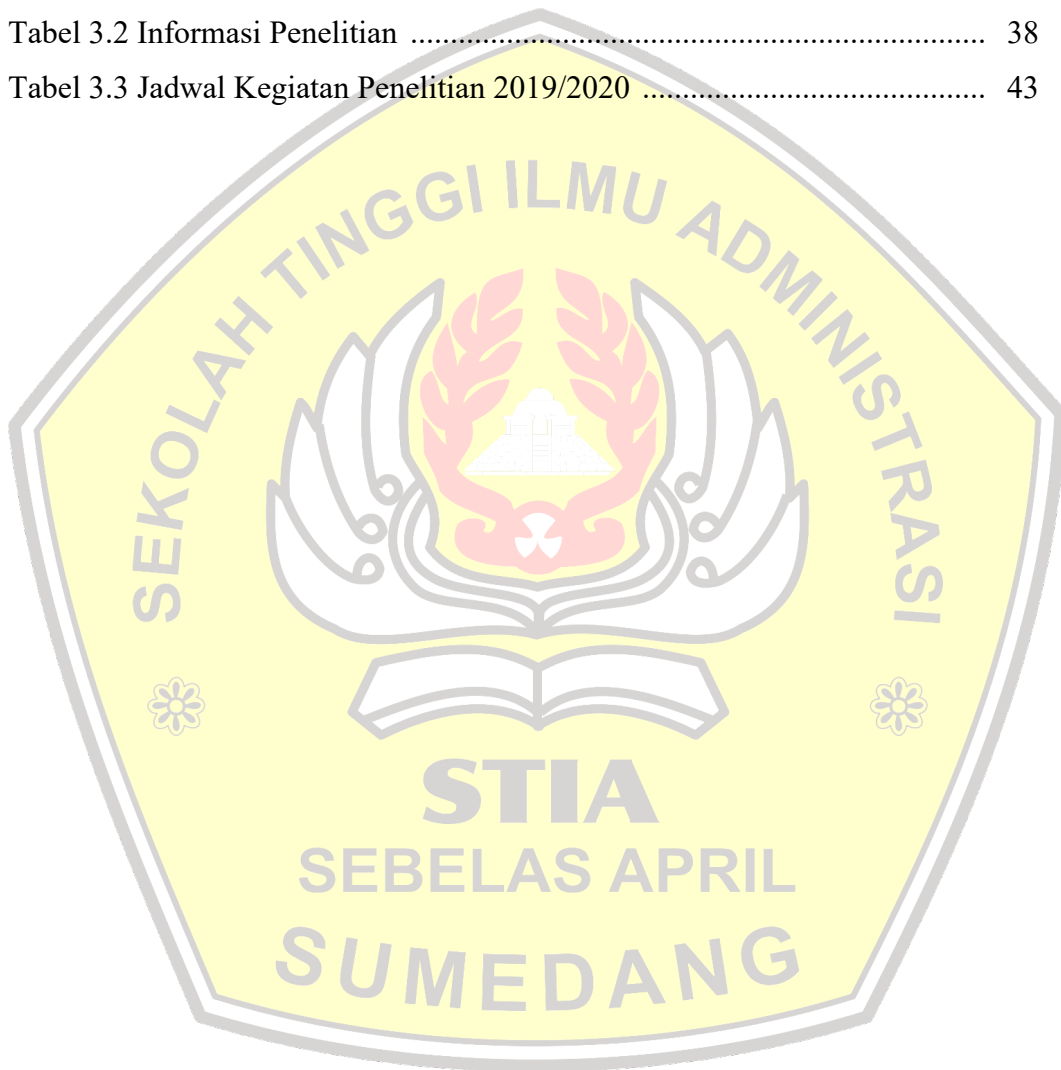 Tabel 3.2 Informasi Penelitian ......................................................................... 38
Tabel 3.3 Jadwal Kegiatan Penelitian 2019/2020 ............................................ 43
SEKOLAH TINGGI ILMU ADMINISTRASI
STIA
SEBELAS APRIL
SUMEDANG